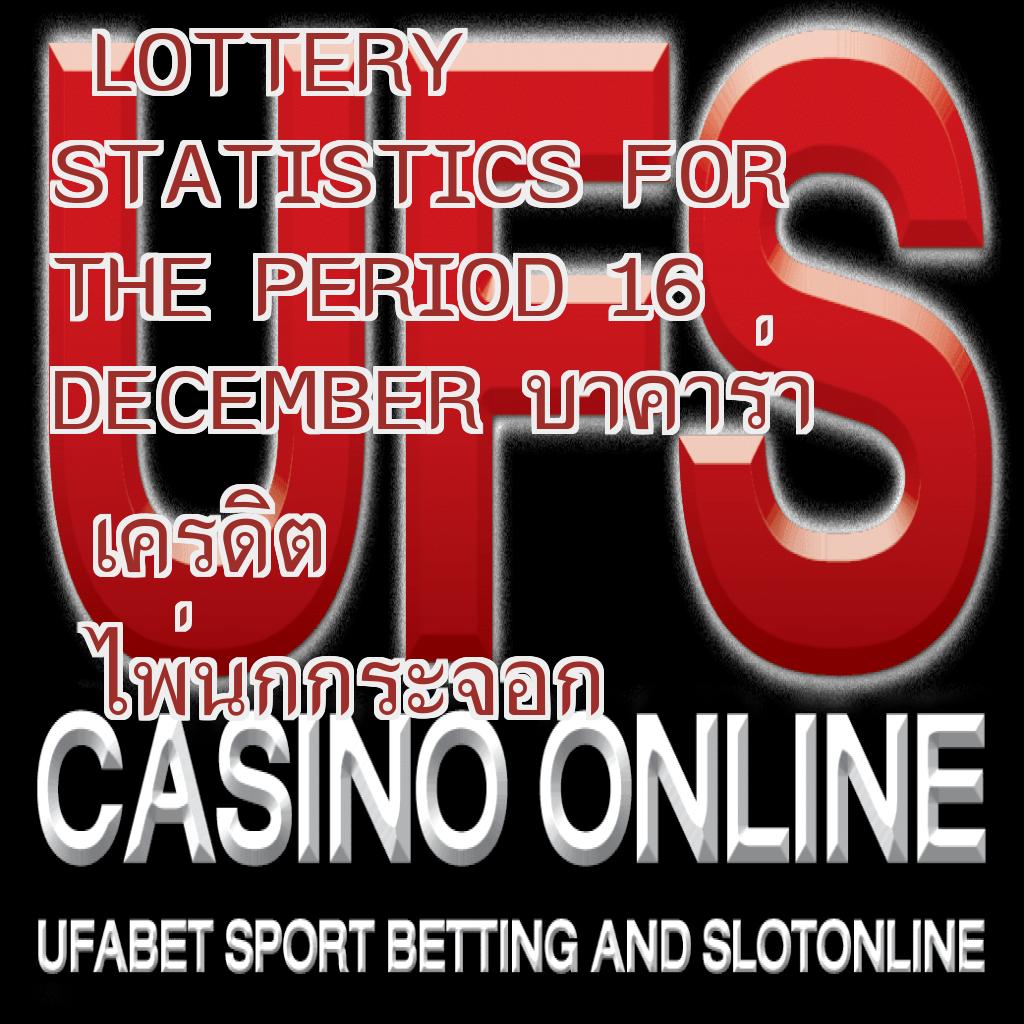 UFS
LOTTERY
STATISTICS FOR
THE PERIOD 16
DECEMBER บาคาร่า
เครดิต
ไพ่นกกระจอก
CASINO ONLINE
UFABET SPORT BETTING AND SLOTONLINE